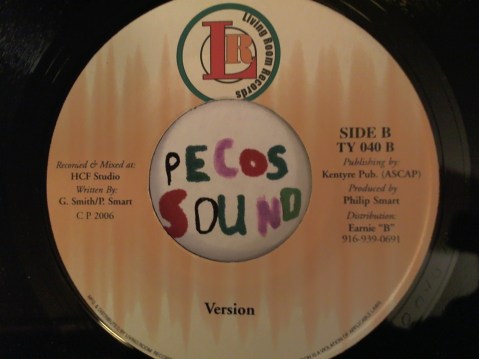 Living Room Records
LR
SIDE B
TY 040 B
Recorded & Mixed at:
HCF Studio
Written By:
G. Smith/P. Smart
C P 2006
PECOS
SOUND
Publishing by:
Kentyre Pub. (ASCAP)
Produced by
Philip Smart
Distribution:
Earnie "B"
916-939-0691
Version